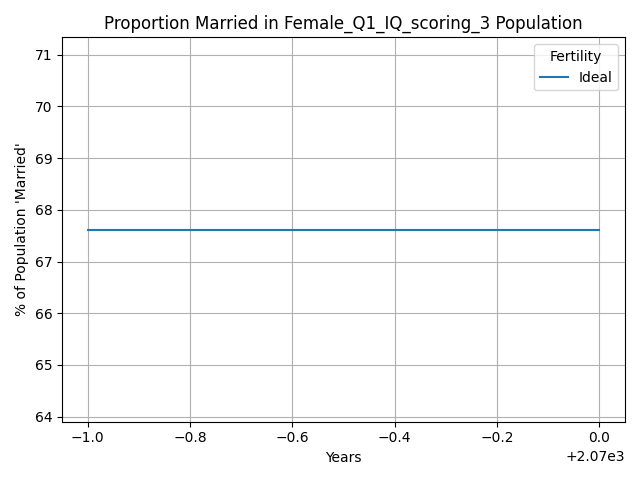 Proportion Married in Female_Q1_IQ_scoring_3 Population
% of Population 'Married'
71
70
69
68
67
66
65
64
Fertility
Ideal
−1.0 −0.8 −0.6 −0.4 −0.2 0.0
Years
+2.07e3